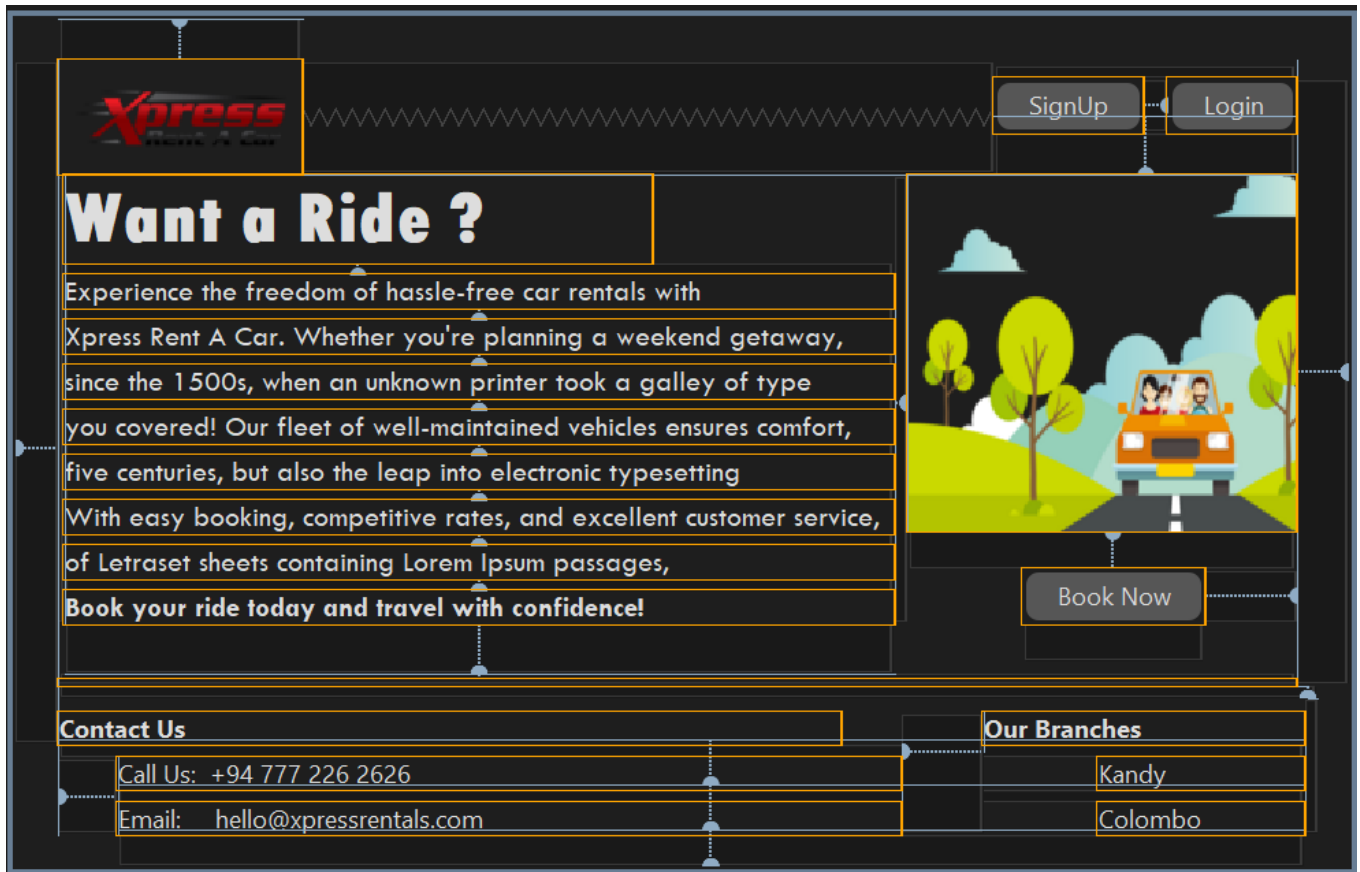 Xpress
Rent A Car
SignUp
Login
Want a Ride ?
Experience the freedom of hassle-free car rentals with
Xpress Rent A Car. Whether you're planning a weekend getaway,
since the 1500s, when an unknown printer took a galley of type
you covered! Our fleet of well-maintained vehicles ensures comfort,
five centuries, but also the leap into electronic typesetting
With easy booking, competitive rates, and excellent customer service,
of Letraset sheets containing Lorem Ipsum passages,
Book your ride today and travel with confidence!
Book Now
Contact Us
Our Branches
Call Us: +94 777 226 2626
Kandy
Email: hello@xpressrentals.com
Colombo